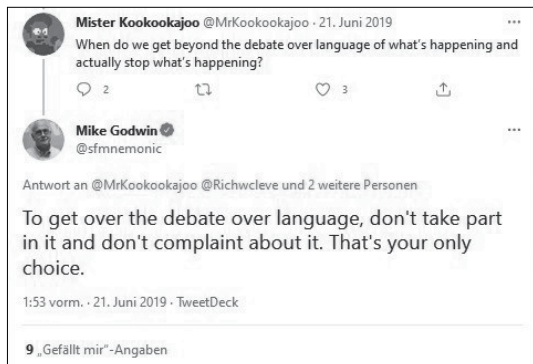 Mister Kookookajoo @MrKookookajoo · 21. Juni 2019
When do we get beyond the debate over language of what's happening and
actually stop what's happening?
2 3
Mike Godwin
@sfmnemonic
Antwort an @MrKookookajoo @Richwcleve und 2 weitere Personen
To get over the debate over language, don't take part
in it and don't complaint about it. That's your only
choice.
1:53 vorm. · 21. Juni 2019 · TweetDeck
9 „Gefällt mir"-Angaben